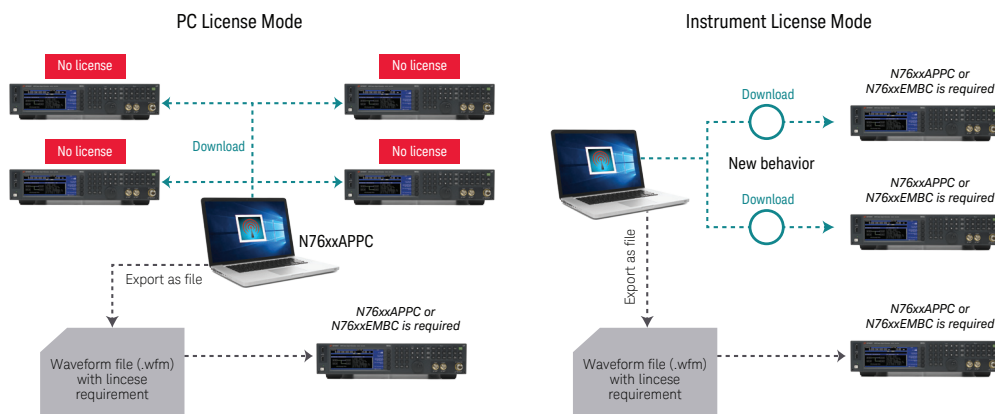 PC License Mode
No license
No license
Download
No license
No license
N76xxAPPC
Export as file
Waveform file (.wfm)
with lincese
requirement
N76xxAPPC or
N76xxEMBC is required
Instrument License Mode
N76xxAPPC or
N76xxEMBC is required
Download
New behavior
N76xxAPPC or
N76xxEMBC is required
Download
Export as file
Waveform file (.wfm)
with lincese
requirement
N76xxAPPC or
N76xxEMBC is required